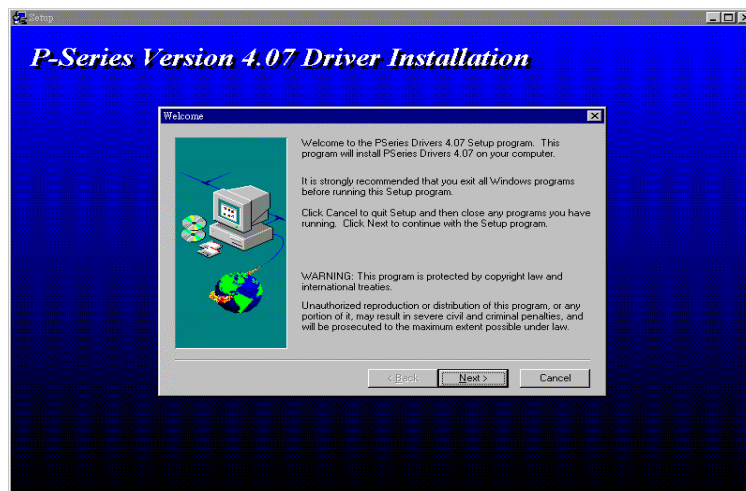 Setup
P-Series Version 4.07 Driver Installation
Welcome
Welcome to the PSeries Drivers 4.07 Setup program. This
program will install PSeries Drivers 4.07 on your computer.
It is strongly recommended that you exit all Windows programs
before running this Setup program.
Click Cancel to quit Setup and then close any programs you have
running. Click Next to continue with the Setup program.
WARNING: This program is protected by copyright law and
international treaties.
Unauthorized reproduction or distribution of this program, or any
portion of it, may result in severe civil and criminal penalties, and
will be prosecuted to the maximum extent possible under law.
< Back Next > Cancel